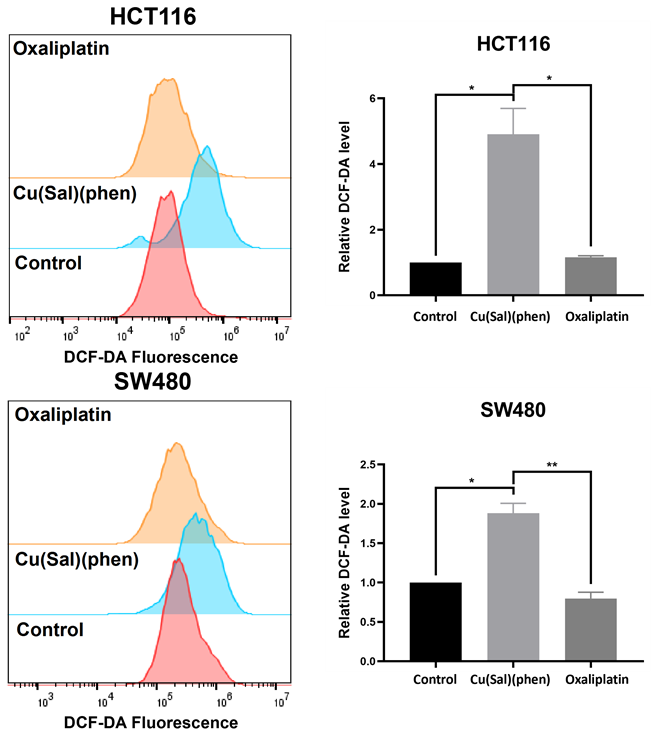 HCT116
Oxaliplatin
Cu(Sal)(phen)
Control
10^2 10^3 10^4 10^5 10^6 10^7
DCF-DA Fluorescence
HCT116
* *
Relative DCF-DA level
6
4
2
0
Control Cu(Sal)(phen) Oxaliplatin
SW480
Oxaliplatin
Cu(Sal)(phen)
Control
10^3 10^4 10^5 10^6 10^7
DCF-DA Fluorescence
SW480
* **
Relative DCF-DA level
2.5
2.0
1.5
1.0
0.5
0.0
Control Cu(Sal)(phen) Oxaliplatin